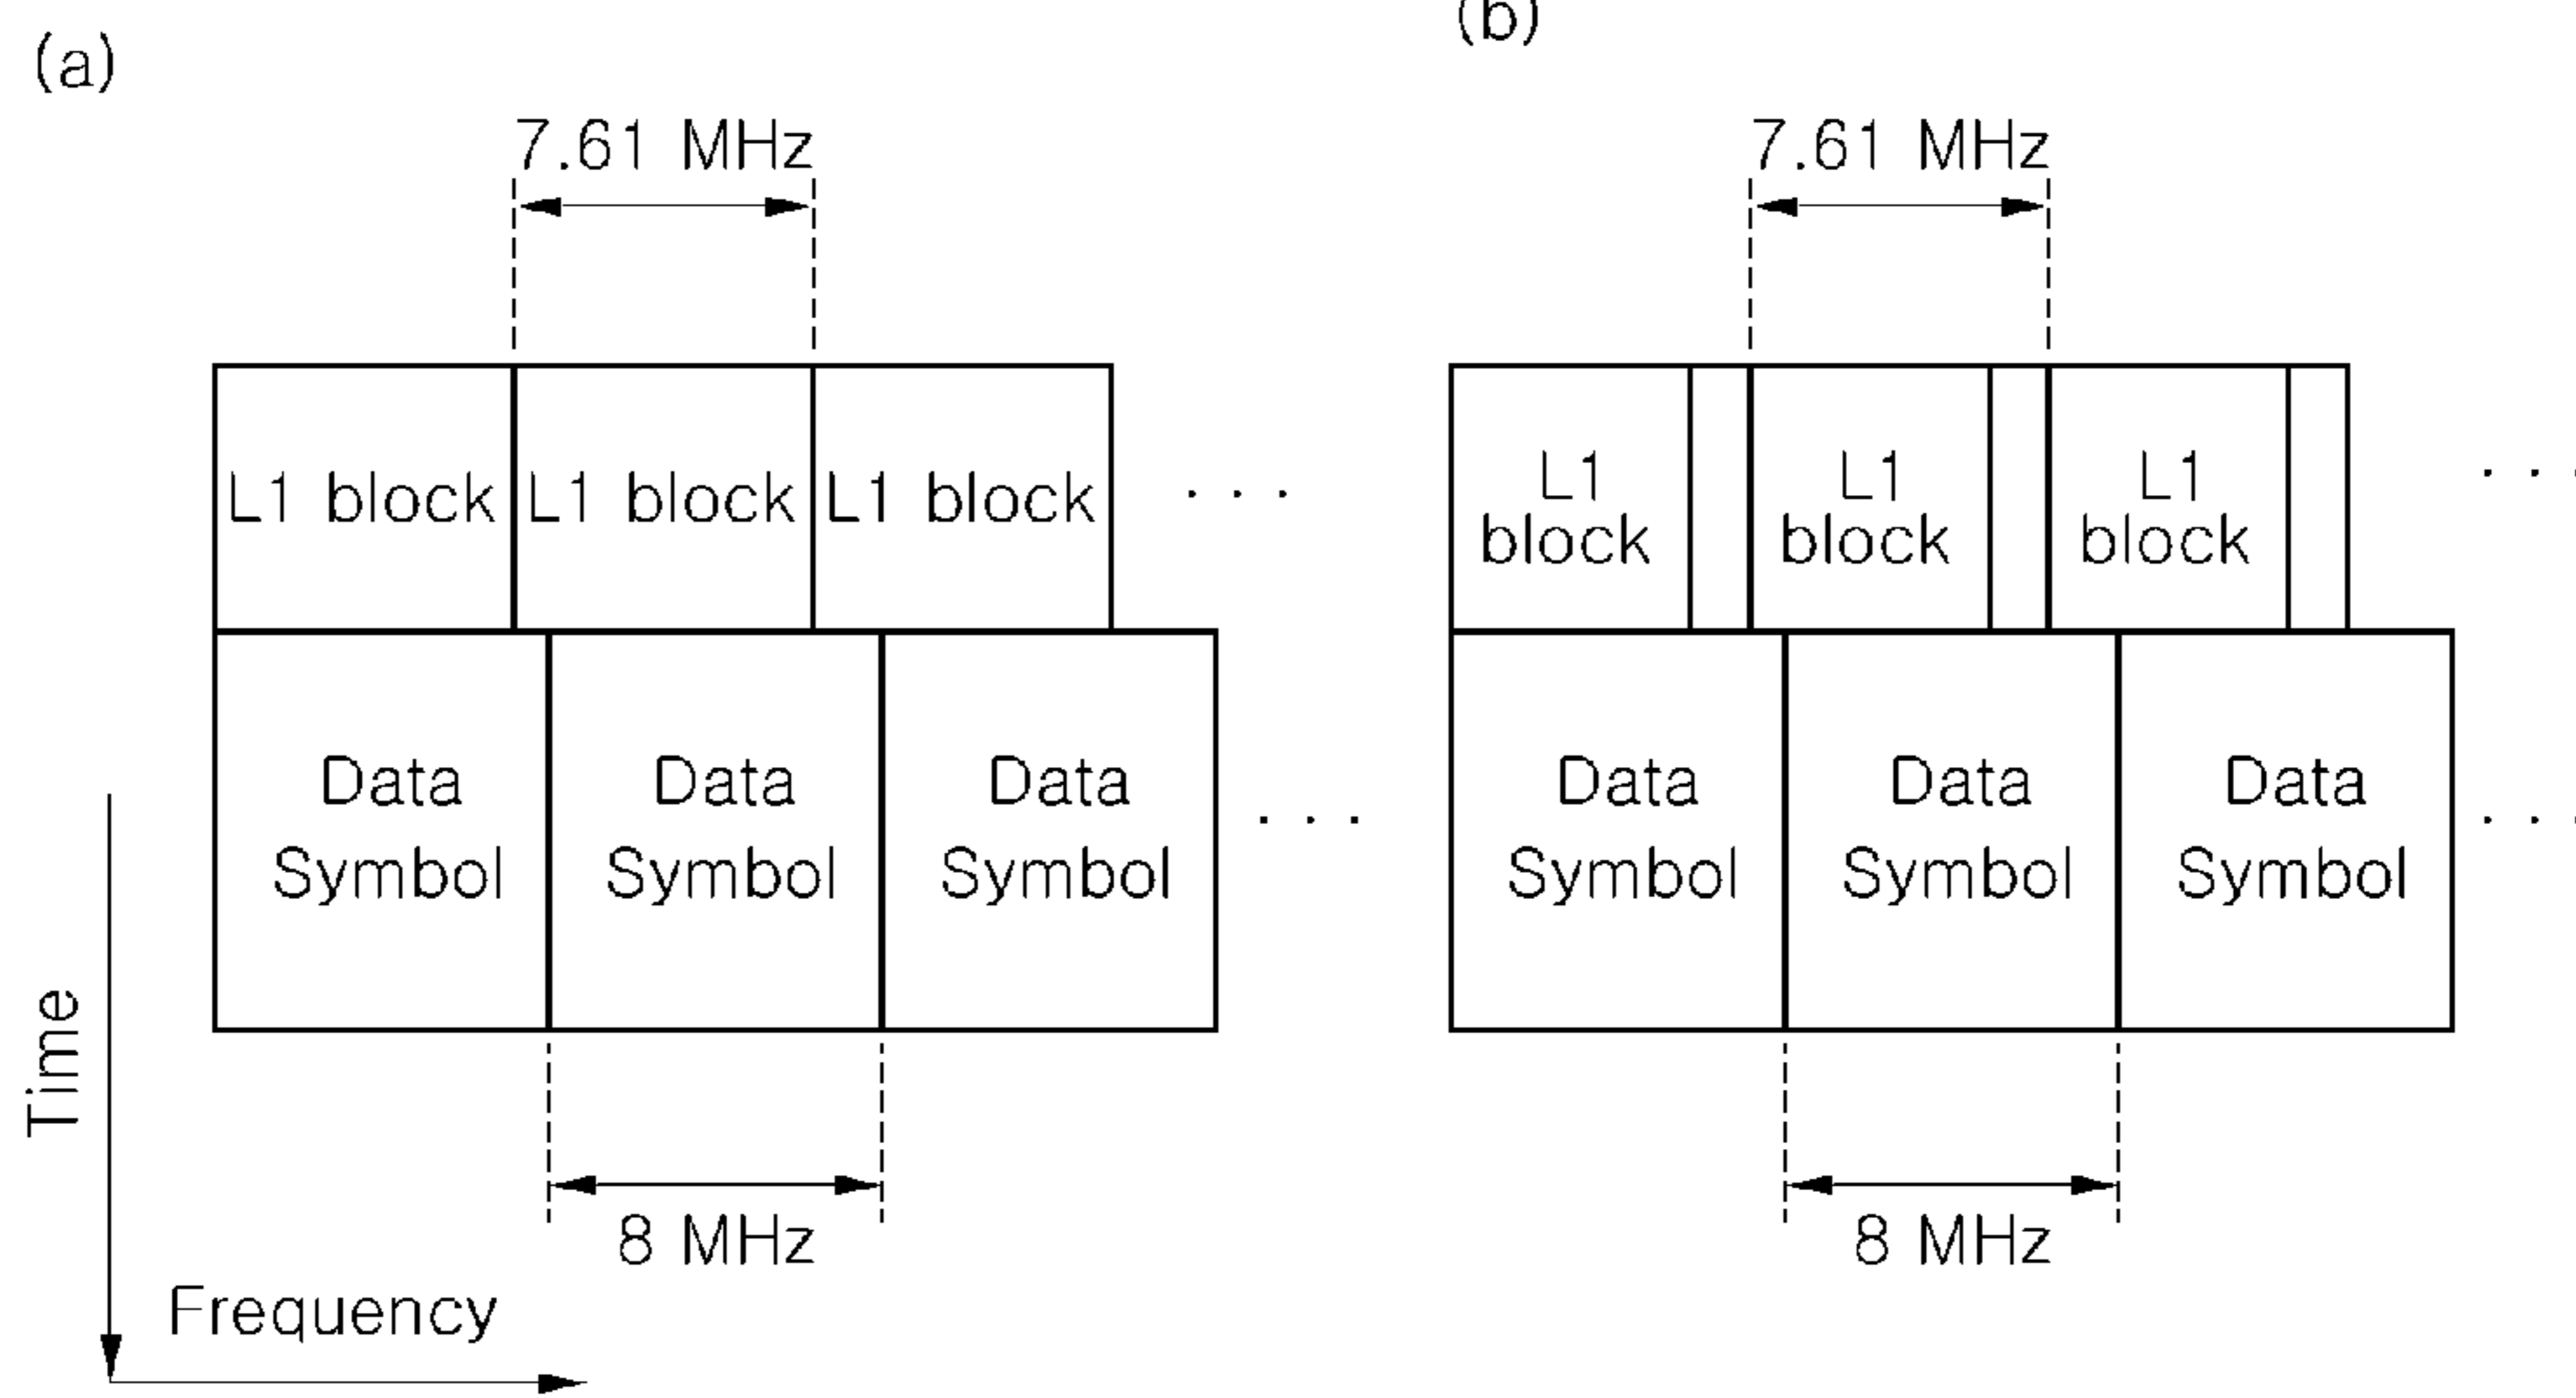 (a)
(b)
7.61 MHz
7.61 MHz
L1 block L1 block L1 block . . .
L1
block
L1
block
L1
block
. . .
Data
Symbol
Data
Symbol
Data
Symbol
. . .
Data
Symbol
Data
Symbol
Data
Symbol
. . .
8 MHz
8 MHz
Time
Frequency